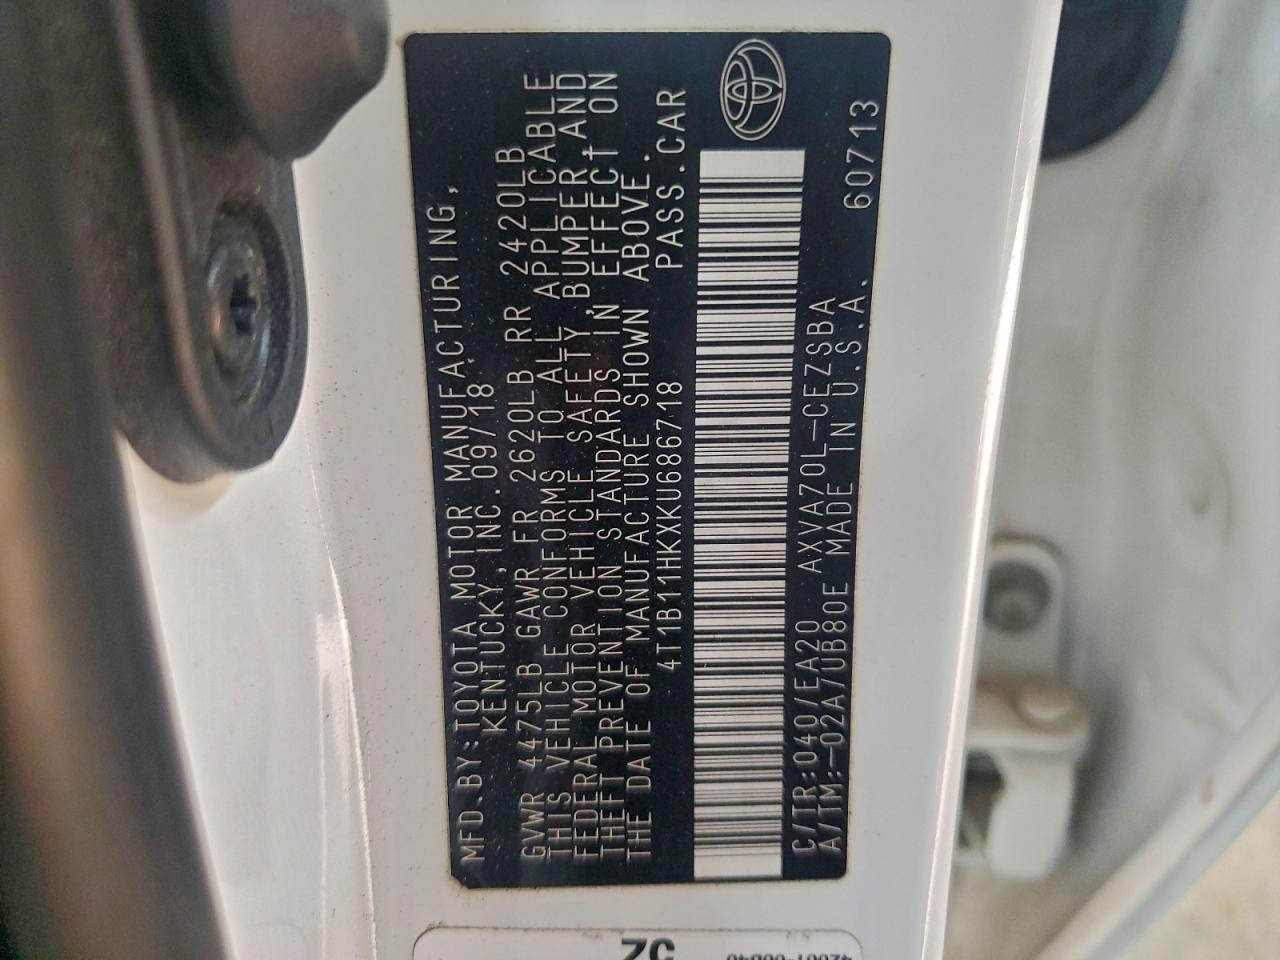 MFD.BY:TOYOTA MOTOR MANUFACTURING,
KENTUCKY,INC.09/18
GVWR 4475LB GAWR FR 2620LB RR 2420LB
THIS VEHICLE CONFORMS TO ALL APPLICABLE
FEDERAL MOTOR VEHICLE SAFETY,BUMPER,AND
THEFT PREVENTION STANDARDS IN EFFECT ON
THE DATE OF MANUFACTURE SHOWN ABOVE.
4T1B11HKXKU686718 PASS.CAR
C/TR:040/EA20 AXVA70L-CEZSBA
A/TM:-02A/UB80E MADE IN U.S.A. 60713